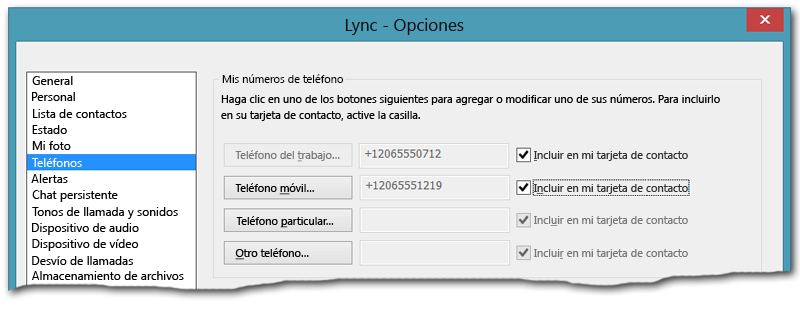 Lync - Opciones
General
Personal
Lista de contactos
Estado
Mi foto
Teléfonos
Alertas
Chat persistente
Tonos de llamada y sonidos
Dispositivo de audio
Dispositivo de vídeo
Desvío de llamadas
Almacenamiento de archivos
Mis números de teléfono
Haga clic en uno de los botones siguientes para agregar o modificar uno de sus números. Para incluirlo
en su tarjeta de contacto, active la casilla.
Teléfono del trabajo... +12065550712 Incluir en mi tarjeta de contacto
Teléfono móvil... +12065551219 Incluir en mi tarjeta de contacto
Teléfono particular... Incluir en mi tarjeta de contacto
Otro teléfono... Incluir en mi tarjeta de contacto